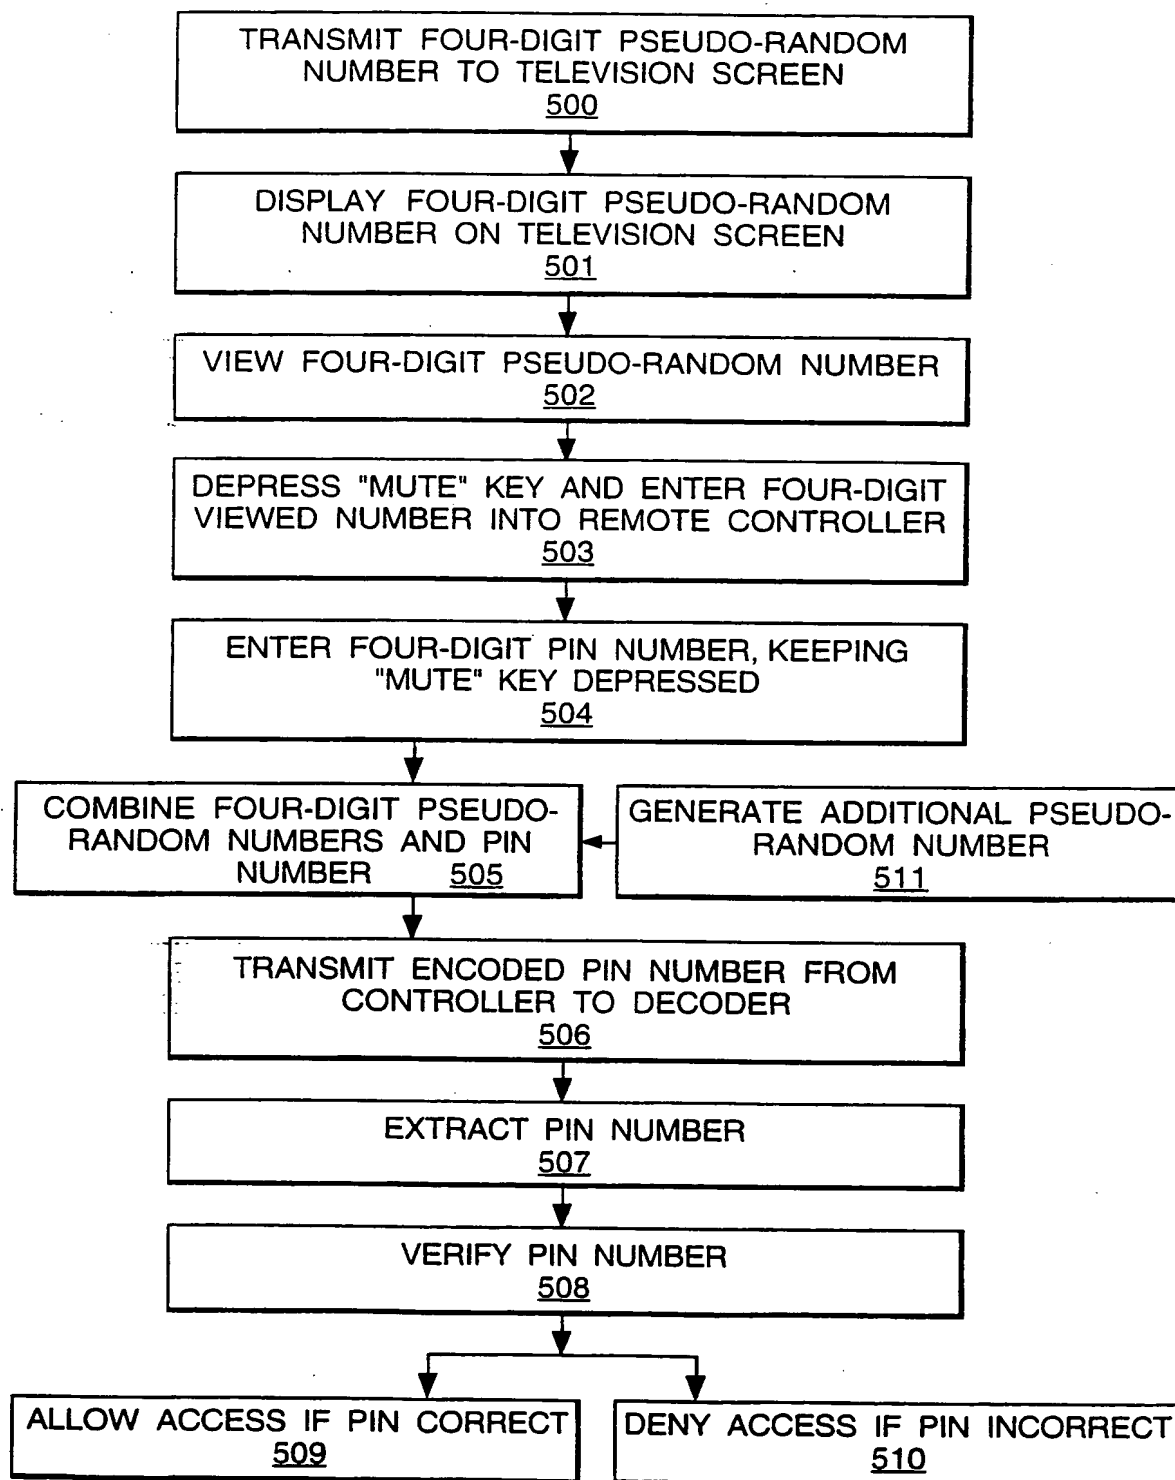 TRANSMIT FOUR-DIGIT PSEUDO-RANDOM
NUMBER TO TELEVISION SCREEN
500
DISPLAY FOUR-DIGIT PSEUDO-RANDOM
NUMBER ON TELEVISION SCREEN
501
VIEW FOUR-DIGIT PSEUDO-RANDOM NUMBER
502
DEPRESS "MUTE" KEY AND ENTER FOUR-DIGIT
VIEWED NUMBER INTO REMOTE CONTROLLER
503
ENTER FOUR-DIGIT PIN NUMBER, KEEPING
"MUTE" KEY DEPRESSED
504
COMBINE FOUR-DIGIT PSEUDO-
RANDOM NUMBERS AND PIN
NUMBER 505
GENERATE ADDITIONAL PSEUDO-
RANDOM NUMBER
511
TRANSMIT ENCODED PIN NUMBER FROM
CONTROLLER TO DECODER
506
EXTRACT PIN NUMBER
507
VERIFY PIN NUMBER
508
ALLOW ACCESS IF PIN CORRECT
509
DENY ACCESS IF PIN INCORRECT
510